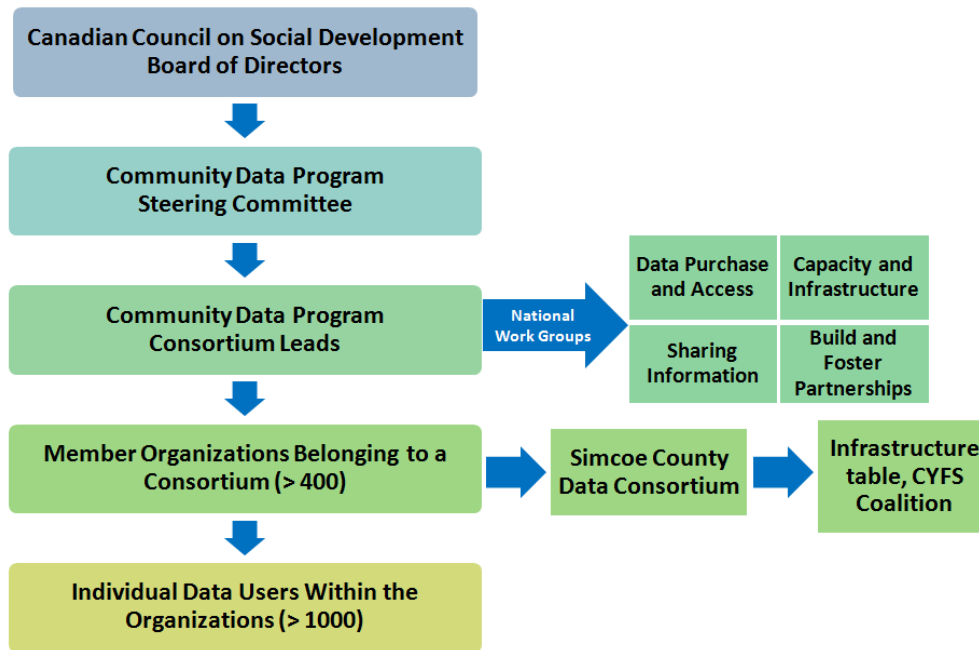 Canadian Council on Social Development
Board of Directors
Community Data Program
Steering Committee
Community Data Program
Consortium Leads
National
Work Groups
Data Purchase
and Access
Capacity and
Infrastructure
Sharing
Information
Build and
Foster
Partnerships
Member Organizations Belonging to a
Consortium (> 400)
Simcoe County
Data Consortium
Infrastructure
table, CYFS
Coalition
Individual Data Users Within the
Organizations (> 1000)